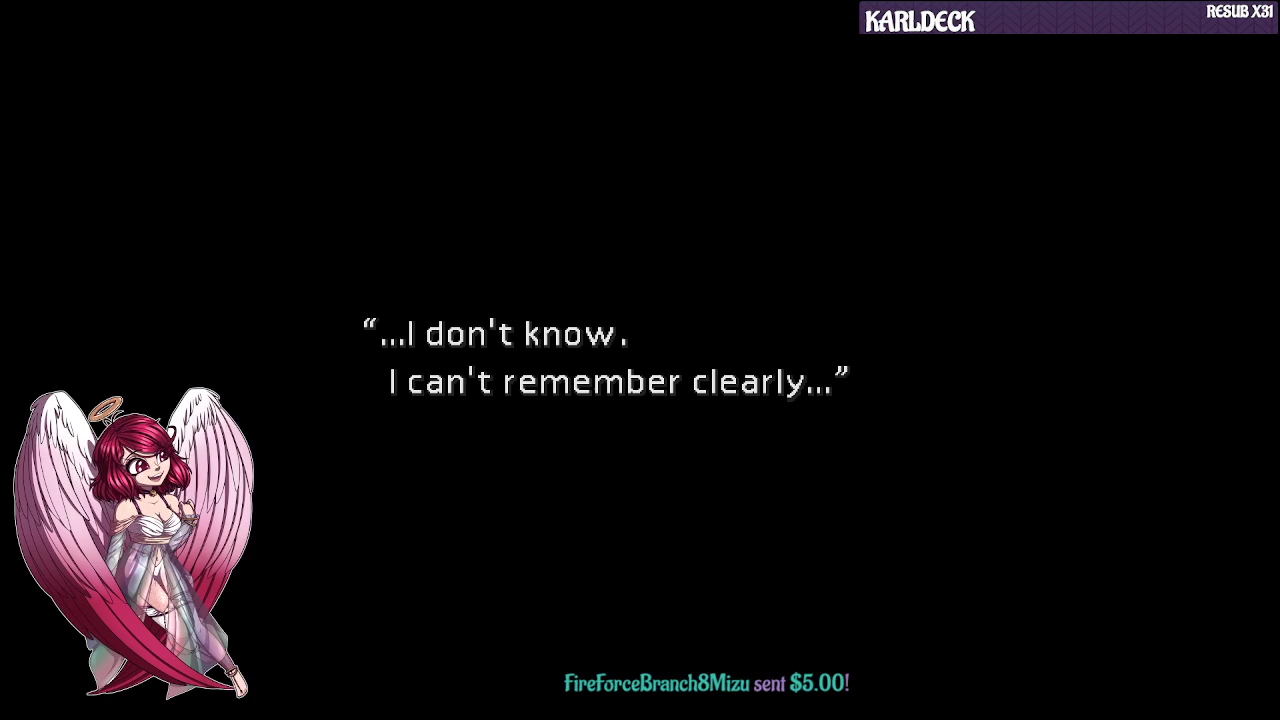 KARLDECK
RESUB X31
“...I don't know.
I can't remember clearly...”
FireForceBranch8Mizu sent $5.00!